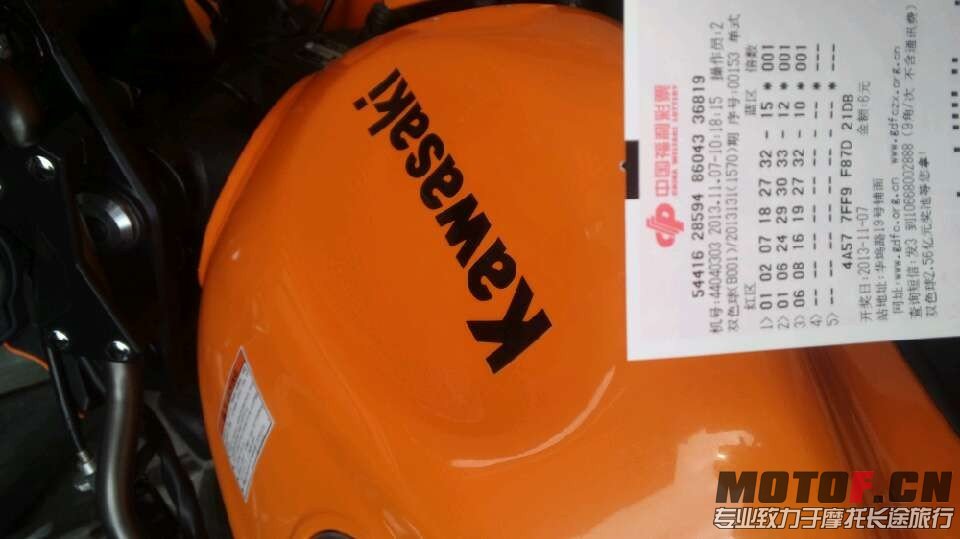 Kawasaki
中国福利彩票
CHINA WELFARE LOTTERY
54416 28594 86043 36819
机号:44040303 2013.11.07-10:18:15 操作员:2
双色球(B001)/2013131(1570)期 序号:00153 单式
红区 蓝区 倍数
1) 01 02 07 18 27 32 - 15 * 001
2) 01 06 24 29 30 33 - 12 * 001
3) 06 08 16 19 27 32 - 10 * 001
4) -- -- -- -- -- -- - -- * ---
5) -- -- -- -- -- -- - -- * ---
4A57 7FF9 F87D 21DB
开奖日:2013-11-07 金额:6元
站地址:华坞路19号铺面
网址:www.gdfc.org.cn www.gdfczx.org.cn
查询短信:发3 到10688002888(9角/次 不含通讯费)
双色球2.56亿元奖池等您拿!
MOTOF.CN
专业致力于摩托长途旅行